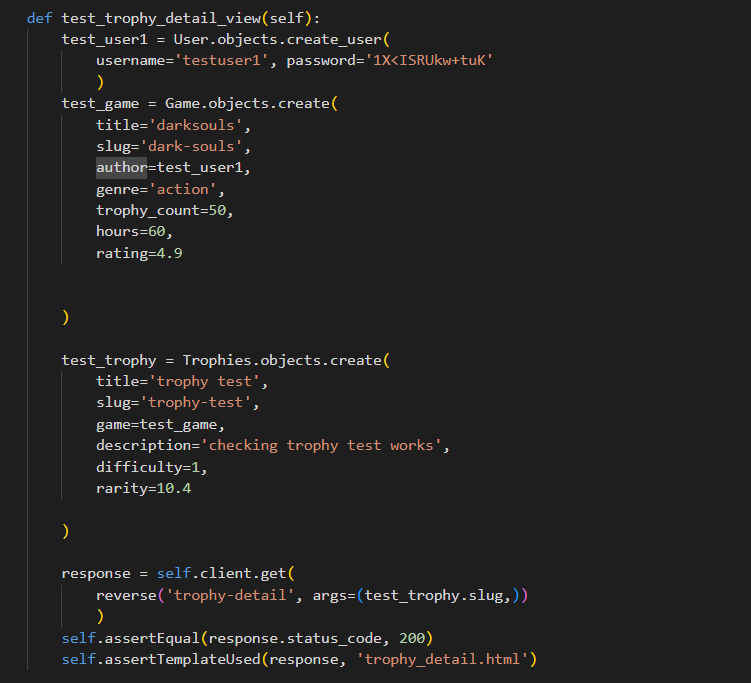 def test_trophy_detail_view(self):
test_user1 = User.objects.create_user(
username='testuser1', password='1X<ISRUkw+tuK'
)
test_game = Game.objects.create(
title='darksouls',
slug='dark-souls',
author=test_user1,
genre='action',
trophy_count=50,
hours=60,
rating=4.9
)
test_trophy = Trophies.objects.create(
title='trophy test',
slug='trophy-test',
game=test_game,
description='checking trophy test works',
difficulty=1,
rarity=10.4
)
response = self.client.get(
reverse('trophy-detail', args=(test_trophy.slug,))
)
self.assertEqual(response.status_code, 200)
self.assertTemplateUsed(response, 'trophy_detail.html')